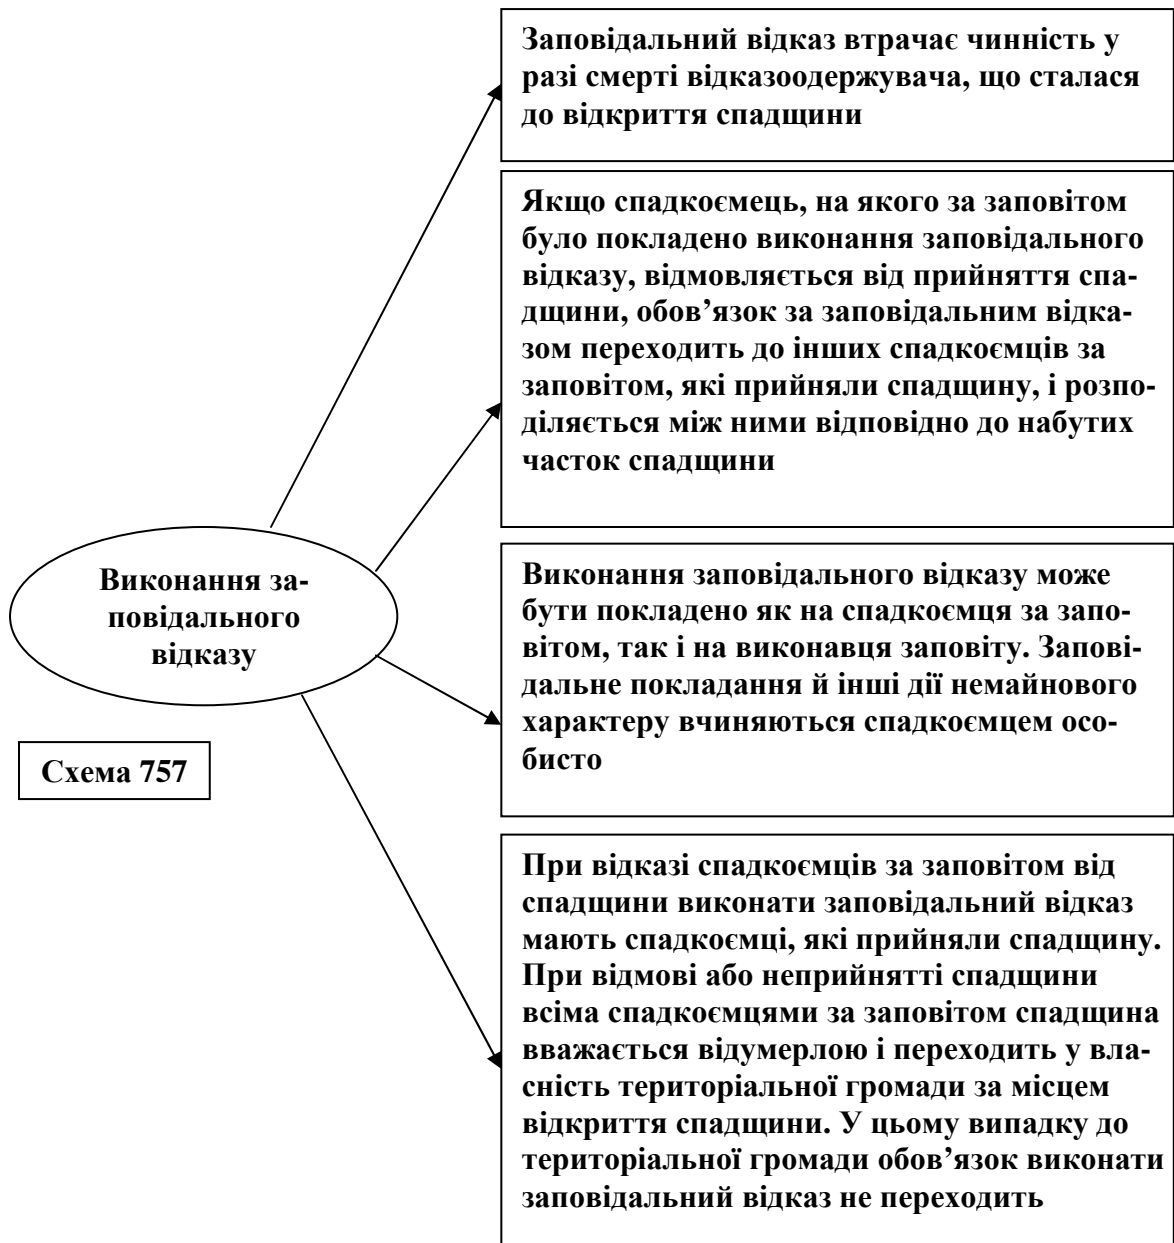 Заповідальний відказ втрачає чинність у
разі смерті відказоодержувача, що сталася
до відкриття спадщини
Якщо спадкоємець, на якого за заповітом
було покладено виконання заповідального
відказу, відмовляється від прийняття спа-
дщини, обов’язок за заповідальним відка-
зом переходить до інших спадкоємців за
заповітом, які прийняли спадщину, і розпо-
діляється між ними відповідно до набутих
часток спадщини
Виконання за-
повідального
відказу
Виконання заповідального відказу може
бути покладено як на спадкоємця за запо-
вітом, так і на виконавця заповіту. Запові-
дальне покладання й інші дії немайнового
характеру вчиняються спадкоємцем осо-
бисто
Схема 757
При відказі спадкоємців за заповітом від
спадщини виконати заповідальний відказ
мають спадкоємці, які прийняли спадщину.
При відмові або неприйнятті спадщини
всіма спадкоємцями за заповітом спадщина
вважається відумерлою і переходить у вла-
сність територіальної громади за місцем
відкриття спадщини. У цьому випадку до
територіальної громади обов’язок виконати
заповідальний відказ не переходить